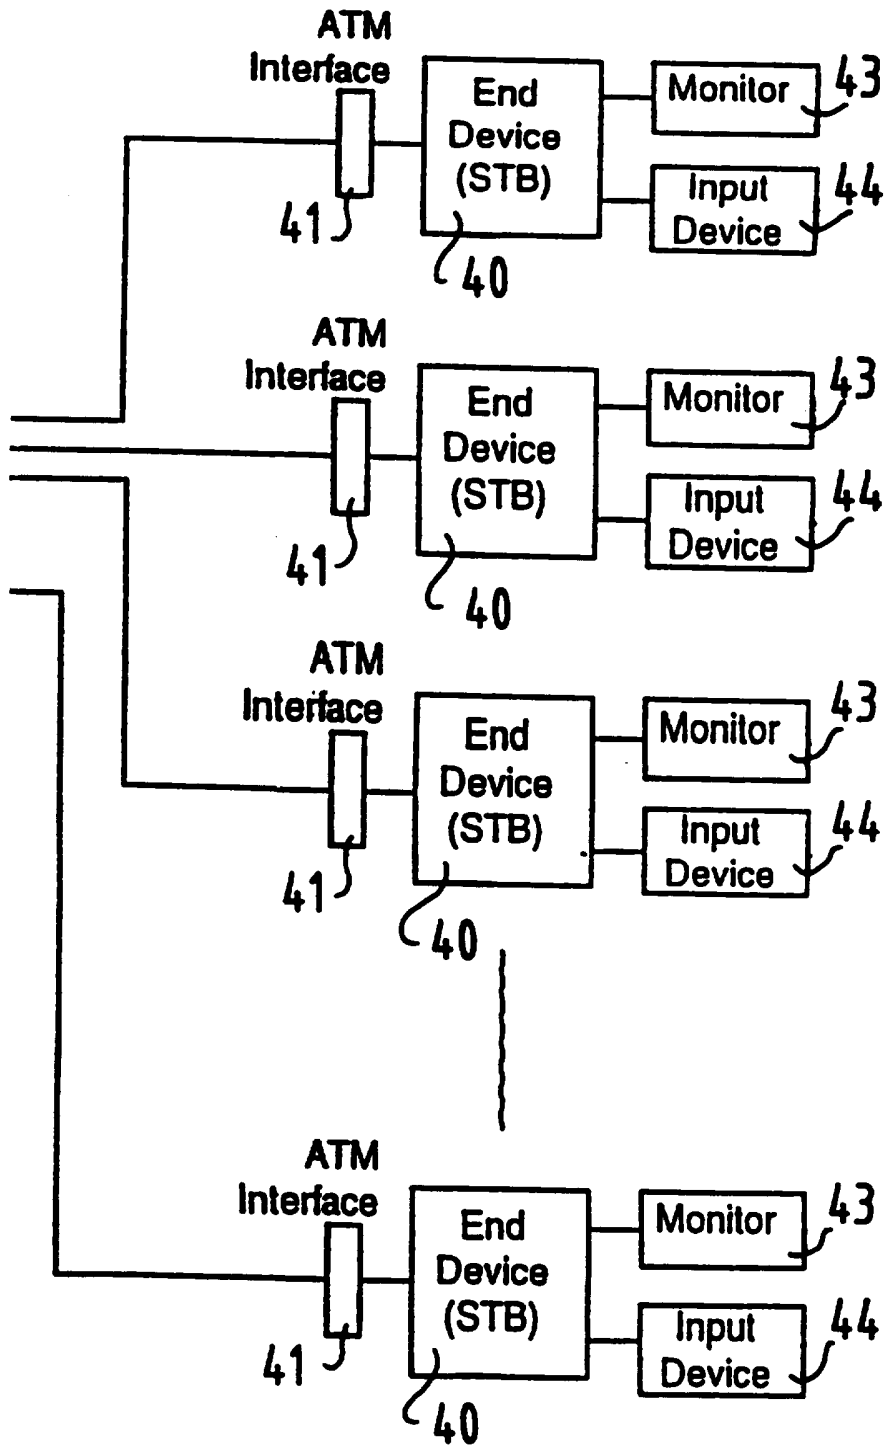 ATM
Interface
41
End
Device
(STB)
40
Monitor
43
Input
Device
44
ATM
Interface
41
End
Device
(STB)
40
Monitor
43
Input
Device
44
ATM
Interface
41
End
Device
(STB)
40
Monitor
43
Input
Device
44
ATM
Interface
41
End
Device
(STB)
40
Monitor
43
Input
Device
44